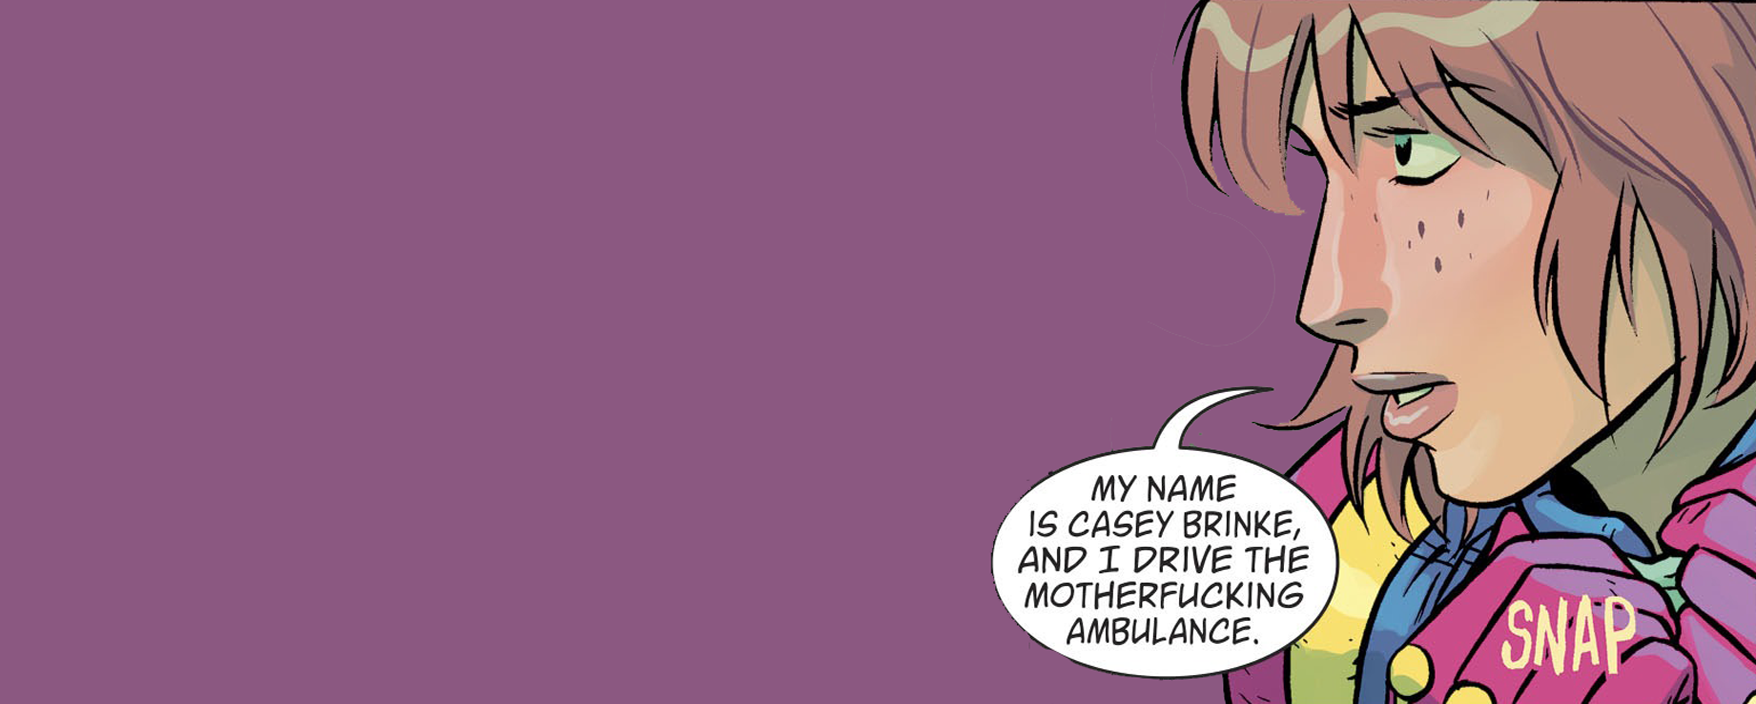 MY NAME
IS CASEY BRINKE,
AND I DRIVE THE
MOTHERFUCKING
AMBULANCE.
SNAP